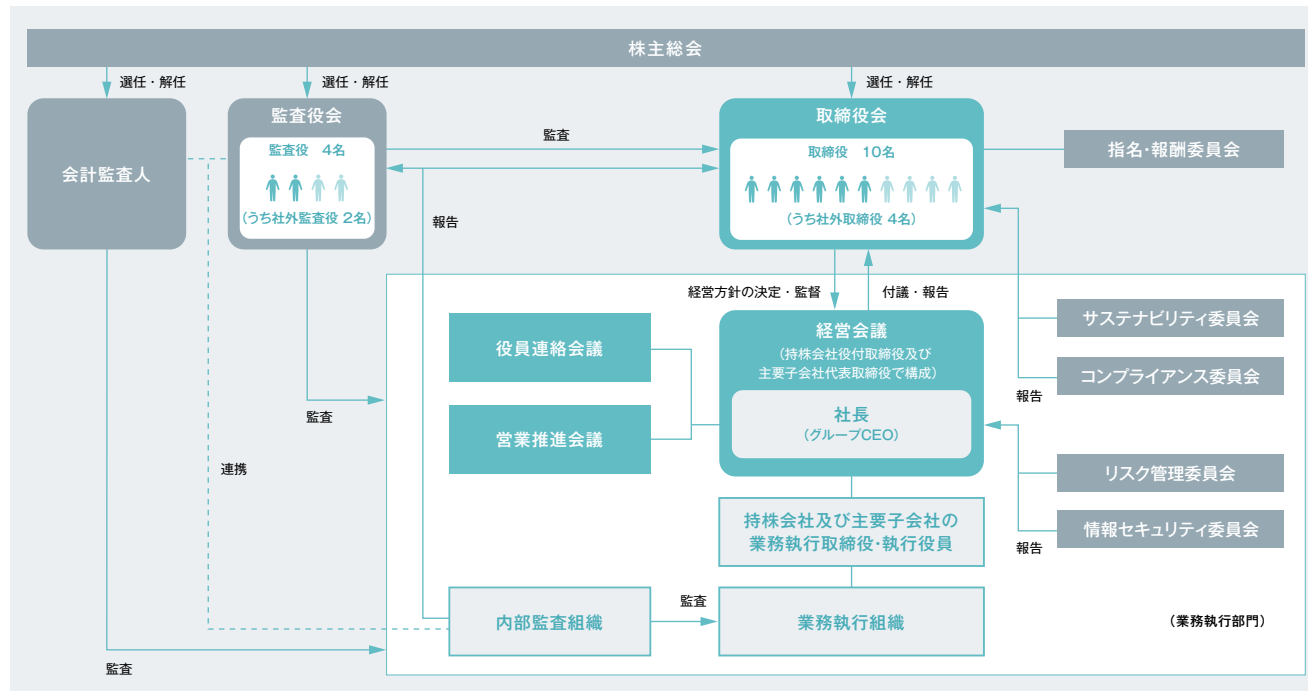 株主総会
選任・解任
選任・解任
選任・解任
会計監査人
監査役会
監査役 4名
(うち社外監査役 2名)
監査
報告
取締役会
取締役 10名
(うち社外取締役 4名)
指名・報酬委員会
経営方針の決定・監督
付議・報告
役員連絡会議
営業推進会議
経営会議
(持株会社役付取締役及び
主要子会社代表取締役で構成)
社長
(グループCEO)
サステナビリティ委員会
コンプライアンス委員会
報告
リスク管理委員会
情報セキュリティ委員会
報告
監査
連携
持株会社及び主要子会社の
業務執行取締役・執行役員
内部監査組織
監査
業務執行組織
(業務執行部門)
監査